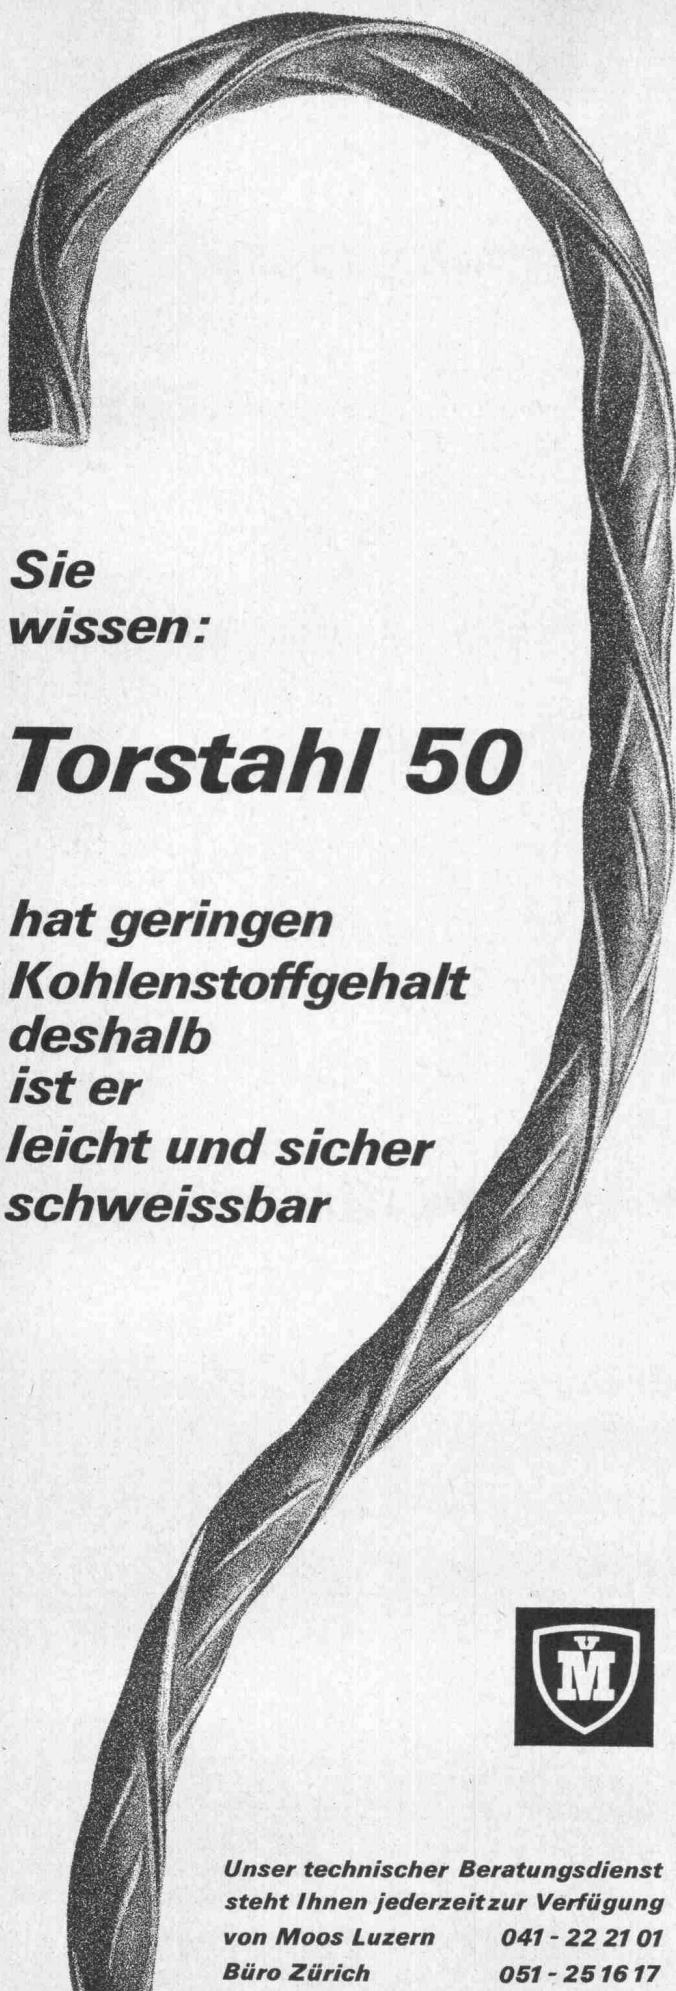 Sie
wissen:
Torstahl 50
hat geringen
Kohlenstoffgehalt
deshalb
ist er
leicht und sicher
schweissbar
VM
Unser technischer Beratungsdienst
steht Ihnen jederzeit zur Verfügung
von Moos Luzern 041 - 22 21 01
Büro Zürich 051 - 25 16 17